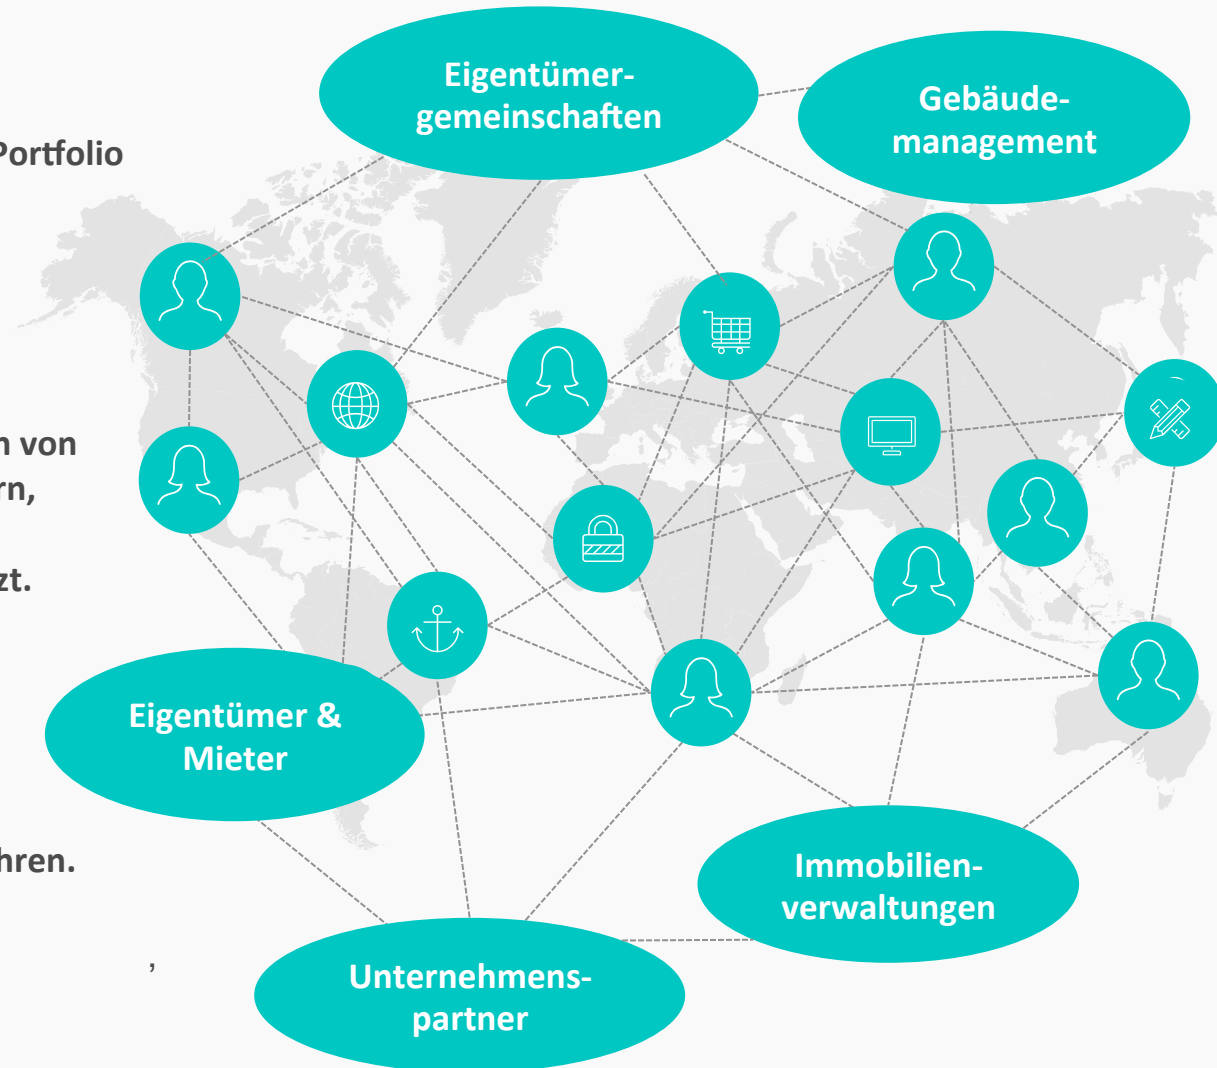 Portfolio
n von
rn,
zt.
hren.
,
Eigentümer-
gemeinschaften
Gebäude-
management
Eigentümer &
Mieter
Immobilien-
verwaltungen
Unternehmens-
partner